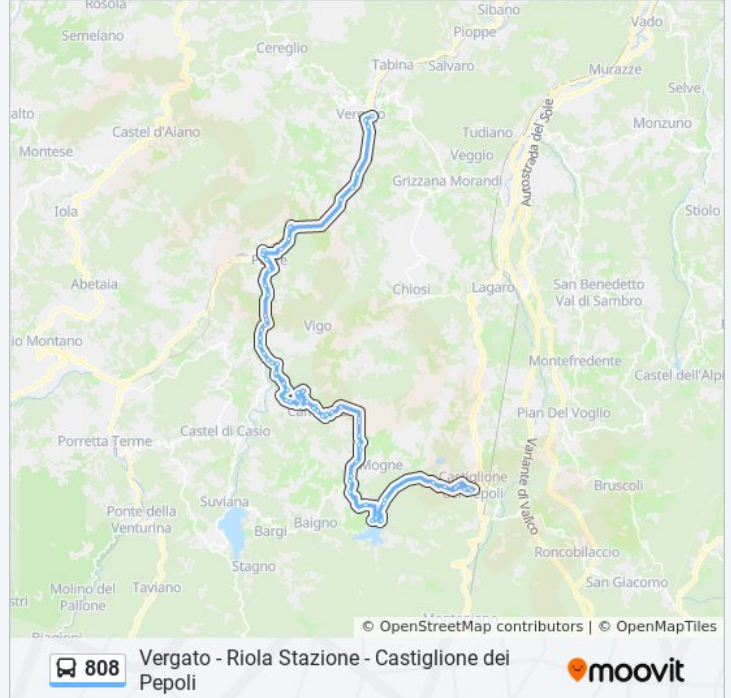 Rosola
Sibano
Vado
Semelano
Pioppe
Cereglio
Tabina
Salvaro
Murazze
Selve
alto
Castel d'Aiano
Tudiano
Monzuno
Montese
Veggio
Autostrada del Sole
Grizzana Morandi
Iola
Stiolo
Abetaia
Chiosi
Lagaro
San Benedetto
Val di Sambro
Vigo
io Montano
Montefredente
Castel dell'Alpi
Pian Del Voglio
Porretta Terme
Castel di Casio
Variante di Valico
Mogne
Castiglione
Bruscoli
Suviana
Ponte della
Venturina
Baigno
Bargi
Roncobilaccio
Stagno
San Giacomo
Molino del
Pallone
Taviano
stri
© OpenStreetMap contributors | © OpenMapTiles
808
Vergato - Riola Stazione - Castiglione dei
Pepoli
moovit